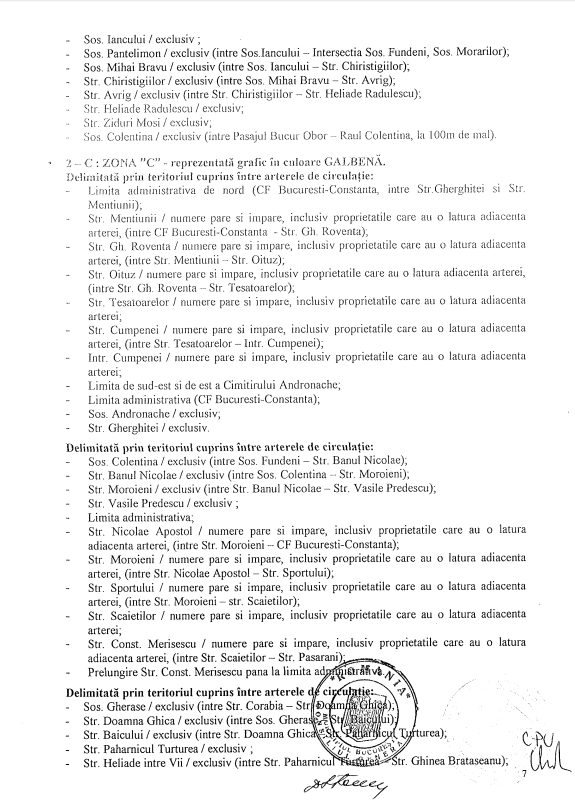 - Sos. Iancului / exclusiv ;
- Sos. Pantelimon / exclusiv (intre Sos.Iancului – Intersectia Sos. Fundeni, Sos. Morarilor);
- Sos. Mihai Bravu / exclusiv (intre Sos. Iancului – Str. Chiristigiilor);
- Str. Chiristigiilor / exclusiv (intre Sos. Mihai Bravu – Str. Avrig);
- Str. Avrig / exclusiv (intre Str. Chiristigiilor – Str. Heliade Radulescu);
- Str. Heliade Radulescu / exclusiv;
- Str. Ziduri Mosi / exclusiv;
- Sos. Colentina / exclusiv (intre Pasajul Bucur Obor – Raul Colentina, la 100m de mal).
2 – C : ZONA "C" - reprezentată grafic în culoare GALBENĂ.
Delimitată prin teritoriul cuprins între arterele de circulaţie:
- Limita administrativa de nord (CF Bucuresti-Constanta, intre Str.Gherghitei si Str.
Mentiunii);
- Str. Mentiunii / numere pare si impare, inclusiv proprietatile care au o latura adiacenta
arterei, (intre CF Bucuresti-Constanta - Str. Gh. Roventa);
- Str. Gh. Roventa / numere pare si impare, inclusiv proprietatile care au o latura adiacenta
arterei, (intre Str. Mentiunii – Str. Oituz);
- Str. Oituz / numere pare si impare, inclusiv proprietatile care au o latura adiacenta arterei,
(intre Str. Gh. Roventa – Str. Tesatoarelor);
- Str. Tesatoarelor / numere pare si impare, inclusiv proprietatile care au o latura adiacenta
arterei;
- Str. Cumpenei / numere pare si impare, inclusiv proprietatile care au o latura adiacenta
arterei, (intre Str. Tesatoarelor – Intr. Cumpenei);
- Intr. Cumpenei / numere pare si impare, inclusiv proprietatile care au o latura adiacenta
arterei;
- Limita de sud-est si de est a Cimitirului Andronache;
- Limita administrativa (CF Bucuresti-Constanta);
- Sos. Andronache / exclusiv;
- Str. Gherghitei / exclusiv.
Delimitată prin teritoriul cuprins între arterele de circulaţie:
- Sos. Colentina / exclusiv (intre Sos. Fundeni – Str. Banul Nicolae);
- Str. Banul Nicolae / exclusiv (intre Sos. Colentina – Str. Moroieni);
- Str. Moroieni / exclusiv (intre Str. Banul Nicolae – Str. Vasile Predescu);
- Str. Vasile Predescu / exclusiv ;
- Limita administrativa;
- Str. Nicolae Apostol / numere pare si impare, inclusiv proprietatile care au o latura
adiacenta arterei, (intre Str. Moroieni – CF Bucuresti-Constanta);
- Str. Moroieni / numere pare si impare, inclusiv proprietatile care au o latura adiacenta
arterei, (intre Str. Nicolae Apostol – Str. Sportului);
- Str. Sportului / numere pare si impare, inclusiv proprietatile care au o latura adiacenta
arterei, (intre Str. Moroieni – str. Scaietilor);
- Str. Scaietilor / numere pare si impare, inclusiv proprietatile care au o latura adiacenta
arterei;
- Str. Const. Merisescu / numere pare si impare, inclusiv proprietatile care au o latura
adiacenta arterei, (intre Str. Scaietilor – Str. Pasarani);
- Prelungire Str. Const. Merisescu pana la limita administrativa.
Delimitată prin teritoriul cuprins între arterele de circulaţie:
- Sos. Gherase / exclusiv (intre Str. Corabia – Str. Doamna Ghica);
- Str. Doamna Ghica / exclusiv (intre Sos. Gherase – Str. Baicului);
- Str. Baicului / exclusiv (intre Str. Doamna Ghica – Str. Paharnicul Turturea);
- Str. Paharnicul Turturea / exclusiv ;
- Str. Heliade intre Vii / exclusiv (intre Str. Paharnicul Turturea – Str. Ghinea Brataseanu);
7